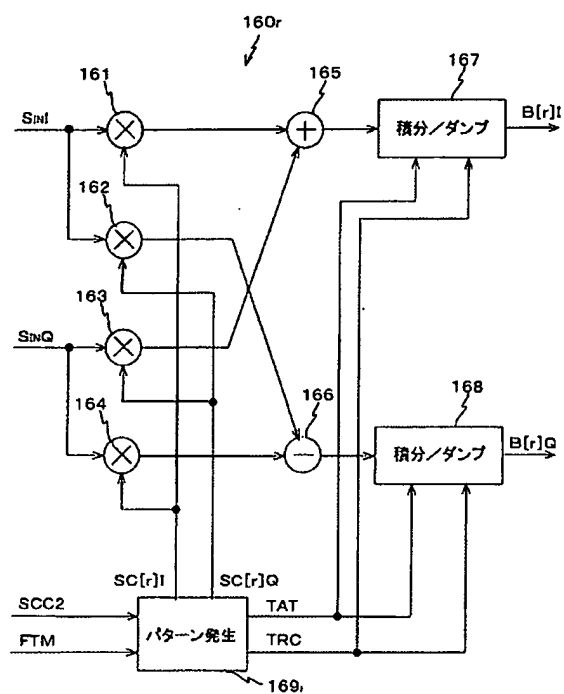 160r
161
165
167
SINI
積分/ダンプ
B[r]I
162
163
SINQ
164
166
168
積分/ダンプ
B[r]Q
SC[r]I
SC[r]Q
SCC2
FTM
パターン発生
TAT
TRC
169r